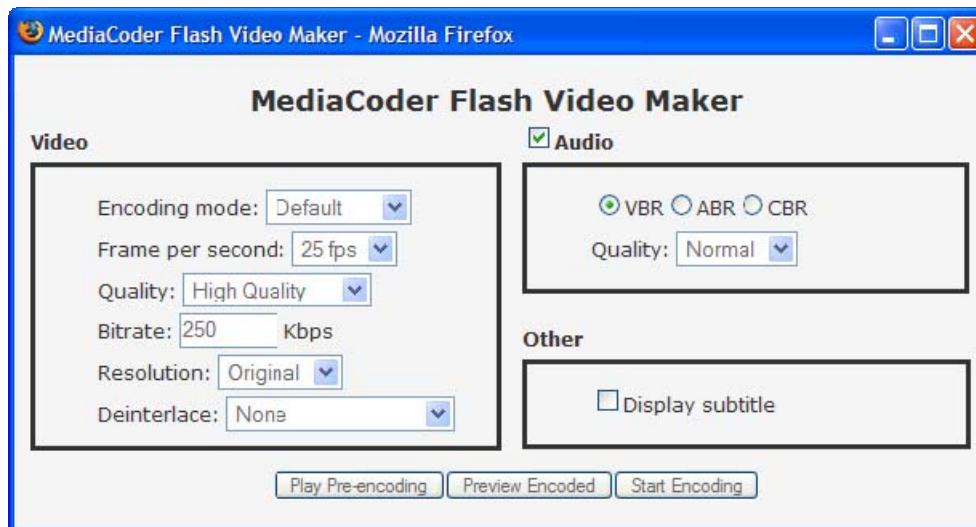 MediaCoder Flash Video Maker - Mozilla Firefox
MediaCoder Flash Video Maker
Video
Encoding mode: Default
Frame per second: 25 fps
Quality: High Quality
Bitrate: 250 Kbps
Resolution: Original
Deinterlace: None
Audio
VBR ABR CBR
Quality: Normal
Other
Display subtitle
Play Pre-encoding Preview Encoded Start Encoding